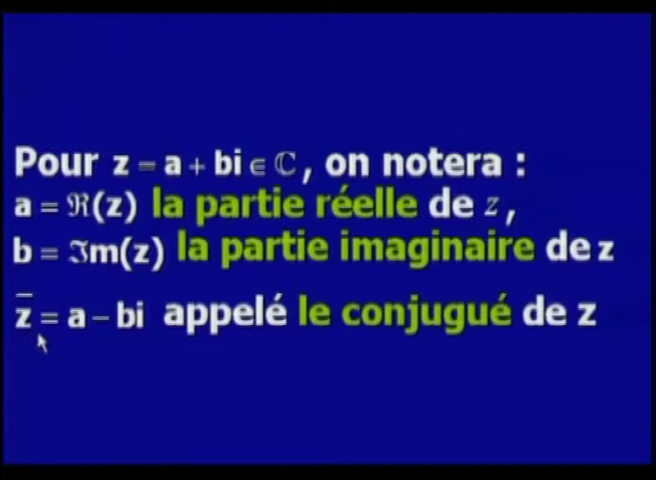 Pour z = a + bi ∈ ℂ, on notera :
a = ℜ(z) la partie réelle de z,
b = ℑm(z) la partie imaginaire de z
z̅ = a – bi appelé le conjugué de z